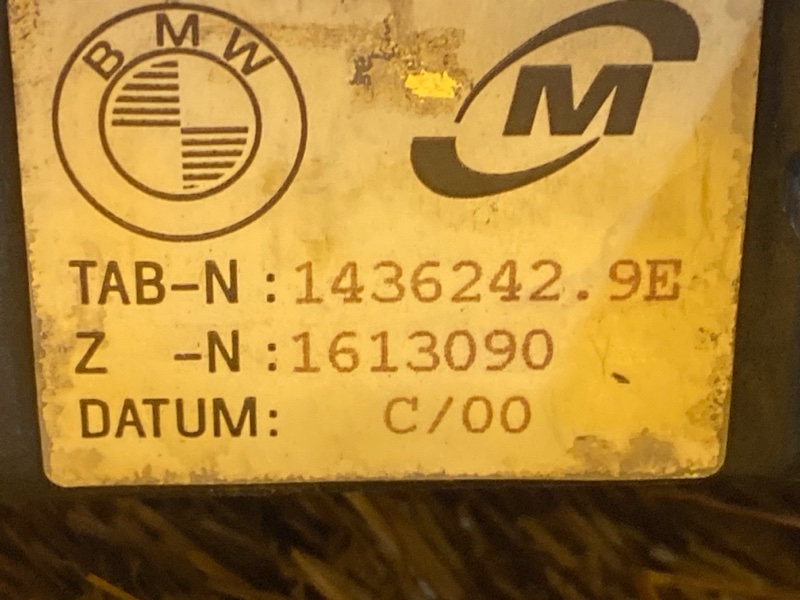 BMW M
TAB-N :1436242.9E
Z -N :1613090
DATUM: C/00